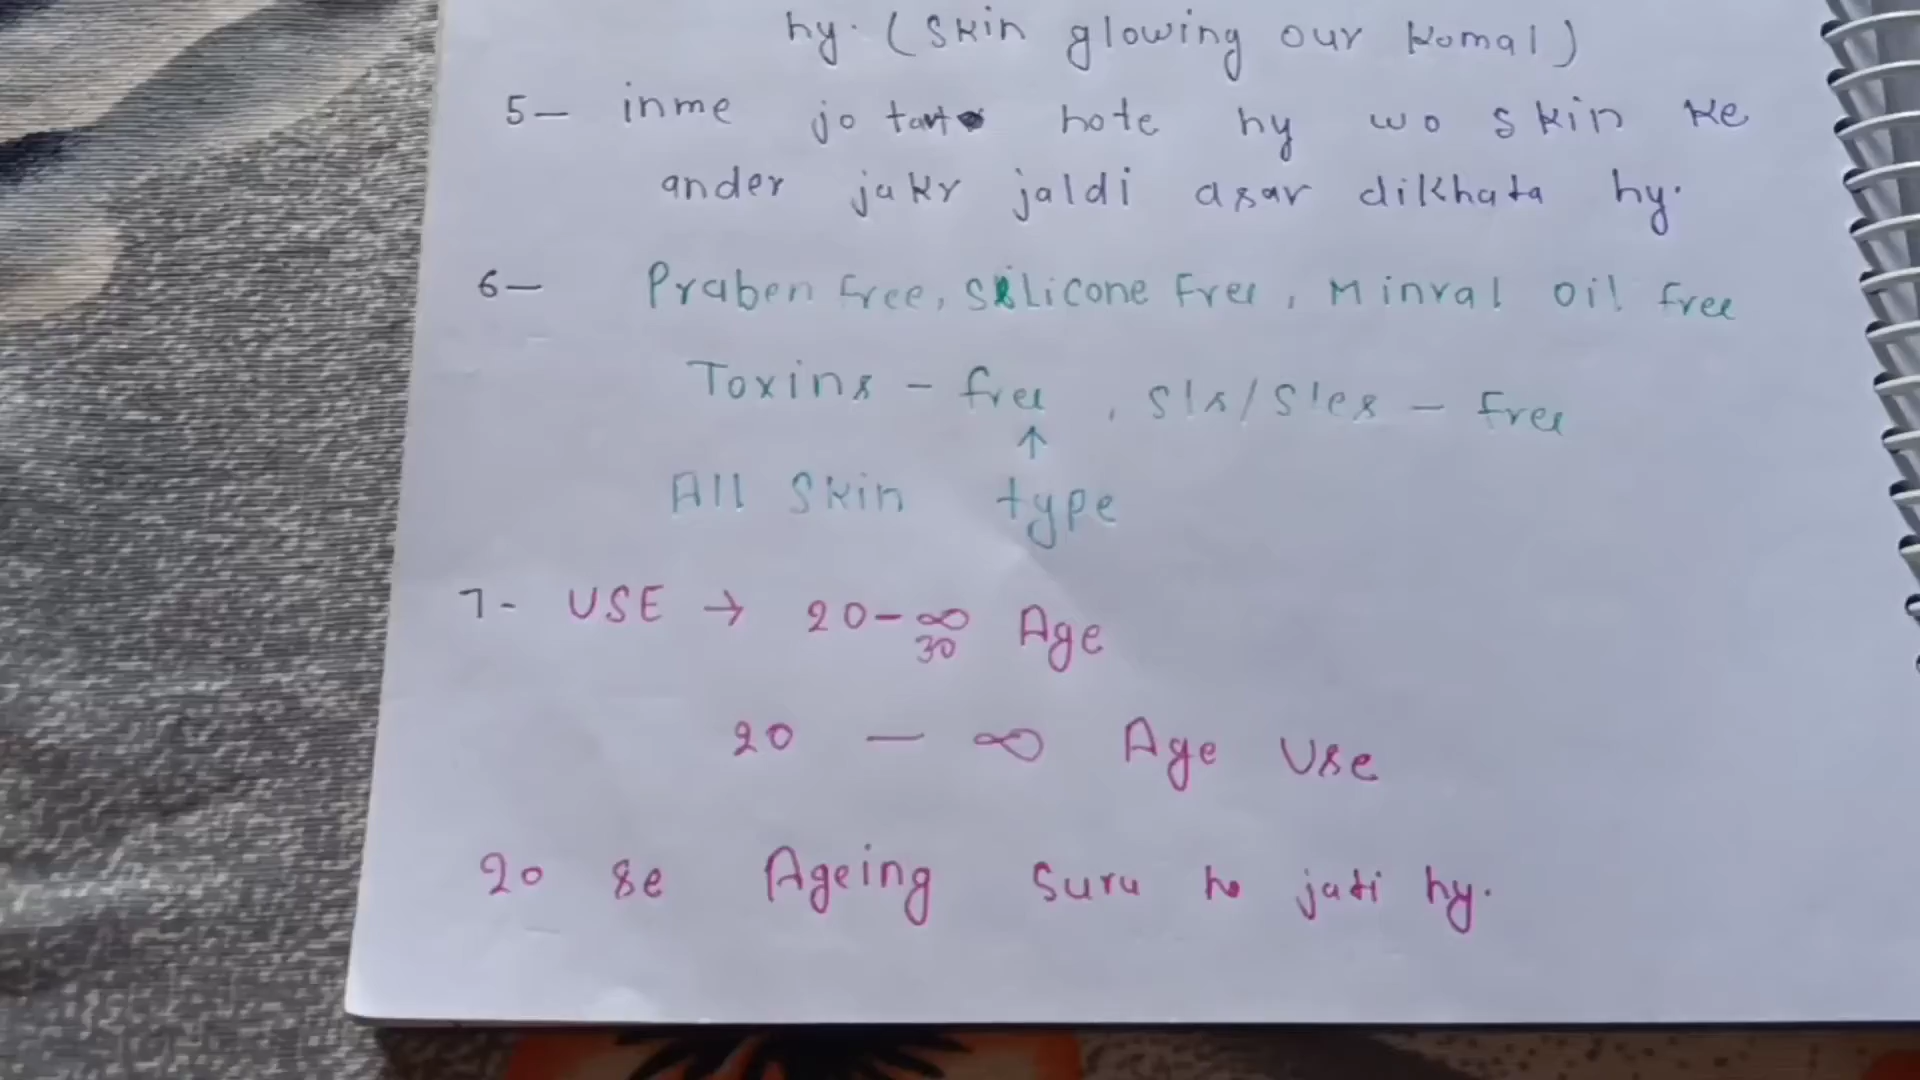 hy. (Skin glowing our Komal)
5- inme jo tatv hote hy wo skin ke
ander jakr jaldi asar dikhata hy.
6- Praben free, Silicone Free, Minral Oil free
Toxins - free, Sls/Sles - Free
↑
All Skin type
7- USE → 20-∞ Age
30
20 - ∞ Age Use
20 se Ageing Suru ho jati hy.